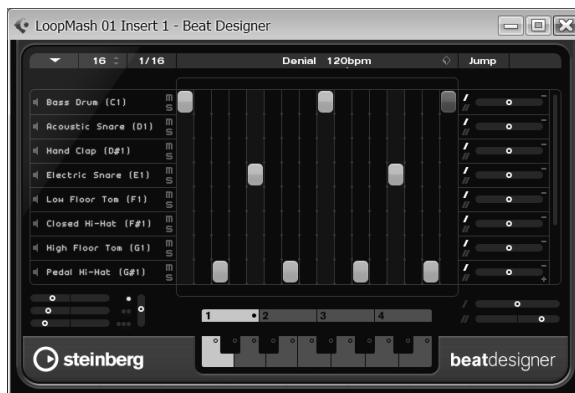 LoopMash 01 Insert 1 - Beat Designer
16 1/16 Denial 120bpm Jump
Bass Drum (C1) m s
Acoustic Snare (D1) m s
Hand Clap (D#1) m s
Electric Snare (E1) m s
Low Floor Tom (F1) m s
Closed Hi-Hat (F#1) m s
High Floor Tom (G1) m s
Pedal Hi-Hat (G#1) m s
1 2 3 4
steinberg
beatdesigner